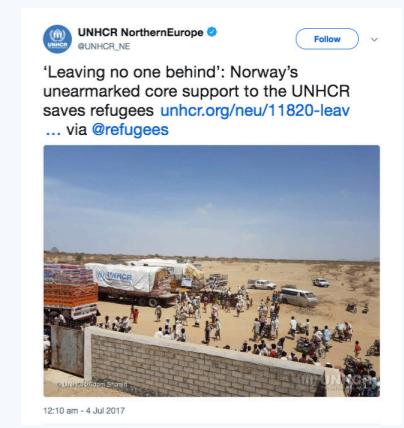 UNHCR NorthernEurope
@UNHCR_NE
Follow
UNHCR
‘Leaving no one behind’: Norway’s
unearmarked core support to the UNHCR
saves refugees unhcr.org/neu/11820-leav
... via @refugees
UNHCR
UNHCR
12:10 am - 4 Jul 2017